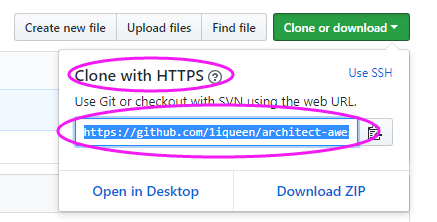 Create new file Upload files Find file Clone or download
Clone with HTTPS ? Use SSH
Use Git or checkout with SVN using the web URL.
https://github.com/1iqueen/architect-awe
Open in Desktop Download ZIP